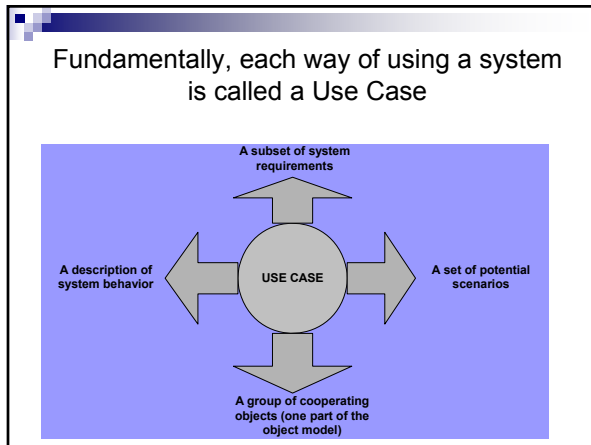 Fundamentally, each way of using a system
is called a Use Case
A subset of system
requirements
A description of
system behavior
USE CASE
A set of potential
scenarios
A group of cooperating
objects (one part of the
object model)